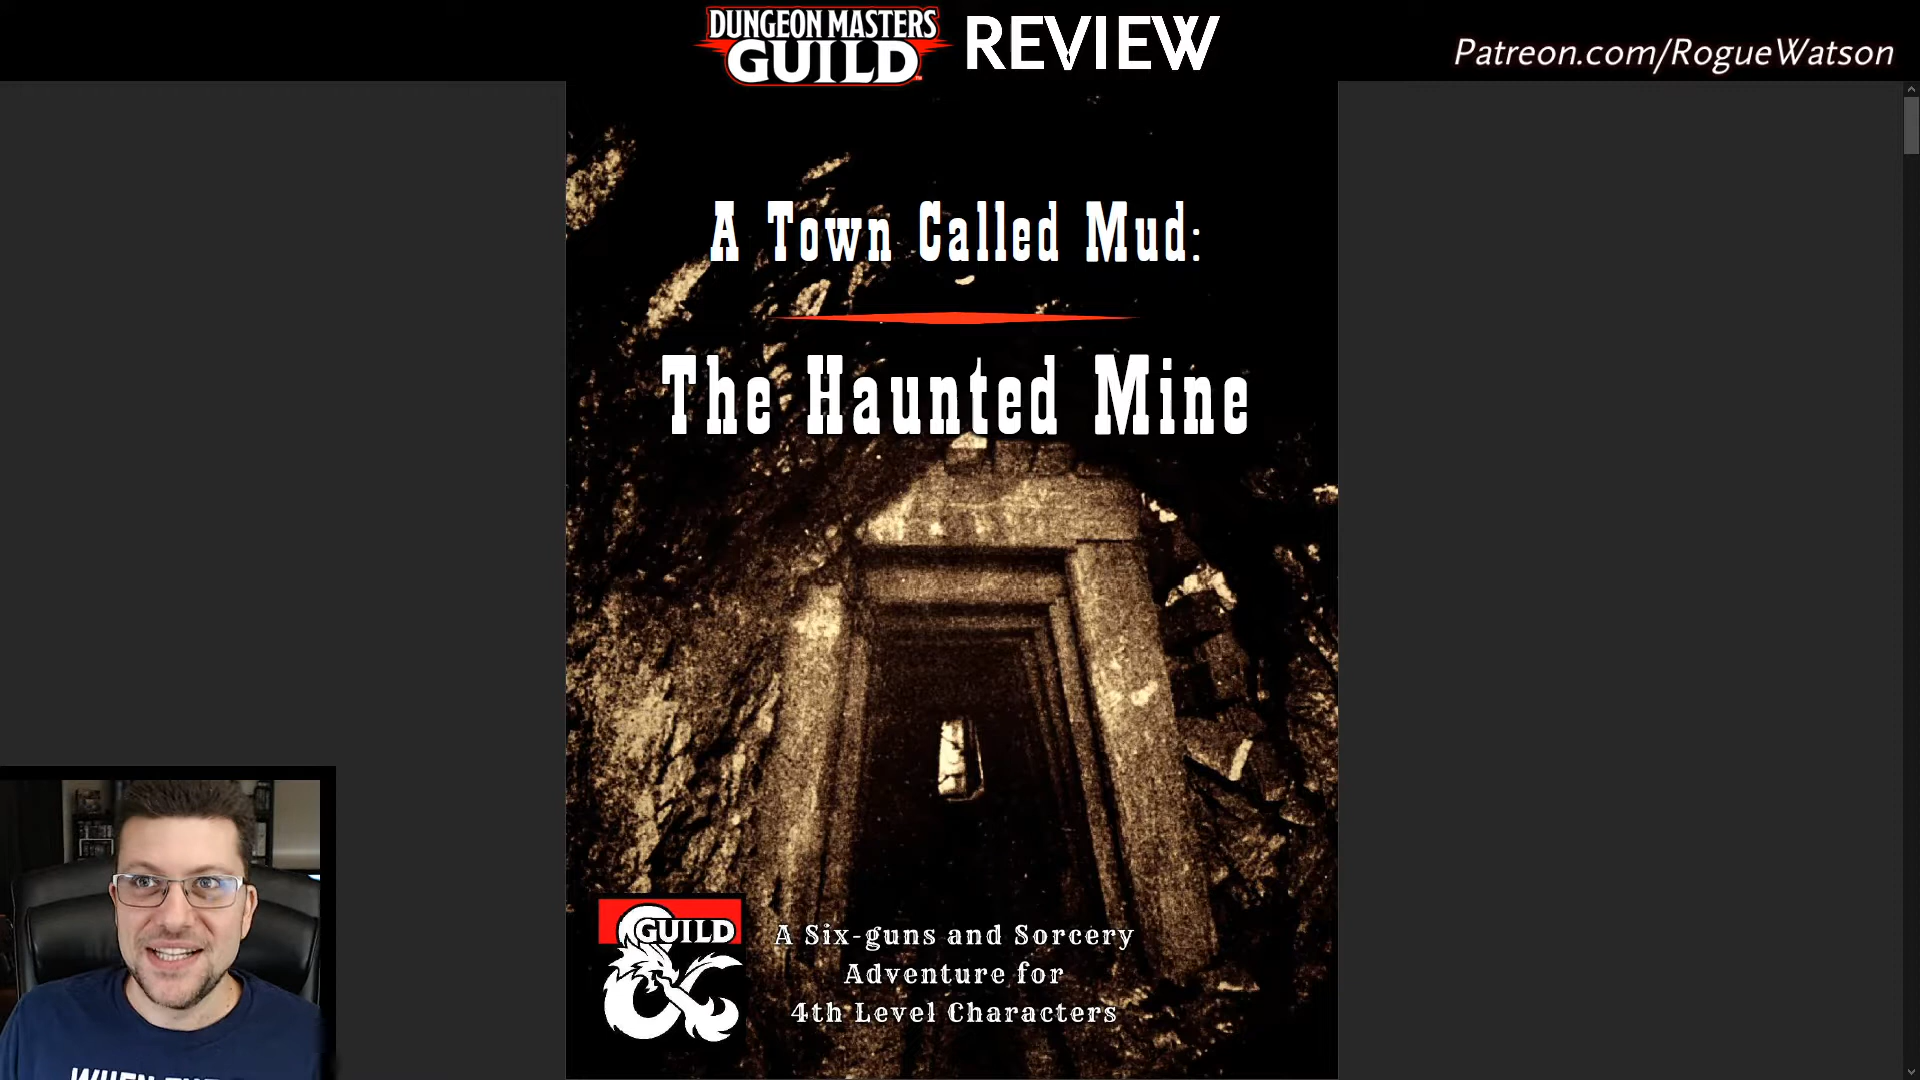 DUNGEON MASTERS
GUILD
REVIEW
Patreon.com/RogueWatson
A Town Called Mud:
The Haunted Mine
GUILD
A Six-guns and Sorcery
Adventure for
4th Level Characters